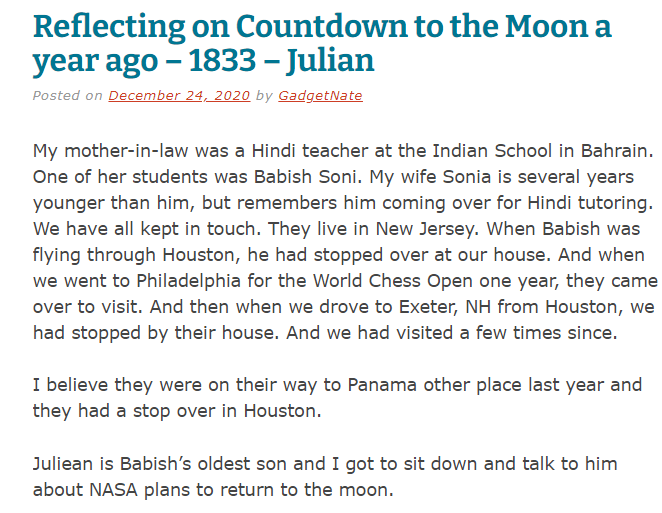 Reflecting on Countdown to the Moon a
year ago – 1833 – Julian
Posted on December 24, 2020 by GadgetNate
My mother-in-law was a Hindi teacher at the Indian School in Bahrain.
One of her students was Babish Soni. My wife Sonia is several years
younger than him, but remembers him coming over for Hindi tutoring.
We have all kept in touch. They live in New Jersey. When Babish was
flying through Houston, he had stopped over at our house. And when
we went to Philadelphia for the World Chess Open one year, they came
over to visit. And then when we drove to Exeter, NH from Houston, we
had stopped by their house. And we had visited a few times since.
I believe they were on their way to Panama other place last year and
they had a stop over in Houston.
Juliean is Babish’s oldest son and I got to sit down and talk to him
about NASA plans to return to the moon.